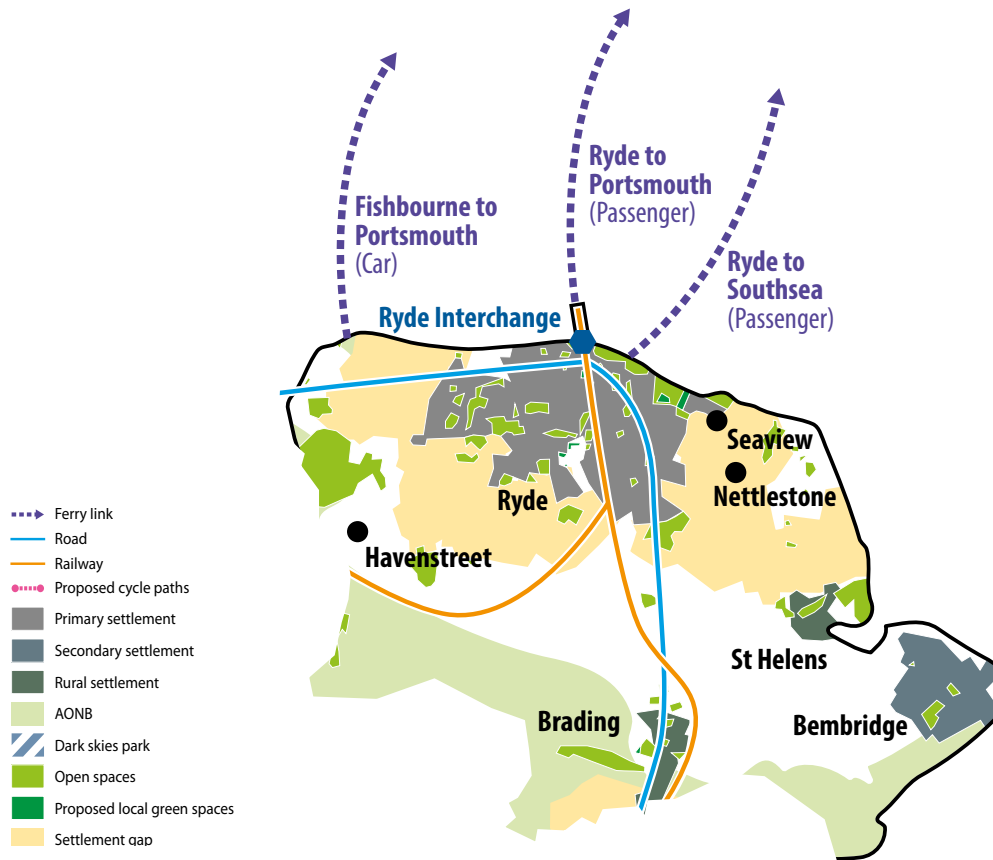 Fishbourne to
Portsmouth
(Car)
Ryde to
Portsmouth
(Passenger)
Ryde to
Southsea
(Passenger)
Ryde Interchange
Seaview
Nettlestone
Ryde
Havenstreet
St Helens
Brading
Bembridge
Ferry link
Road
Railway
Proposed cycle paths
Primary settlement
Secondary settlement
Rural settlement
AONB
Dark skies park
Open spaces
Proposed local green spaces
Settlement gap